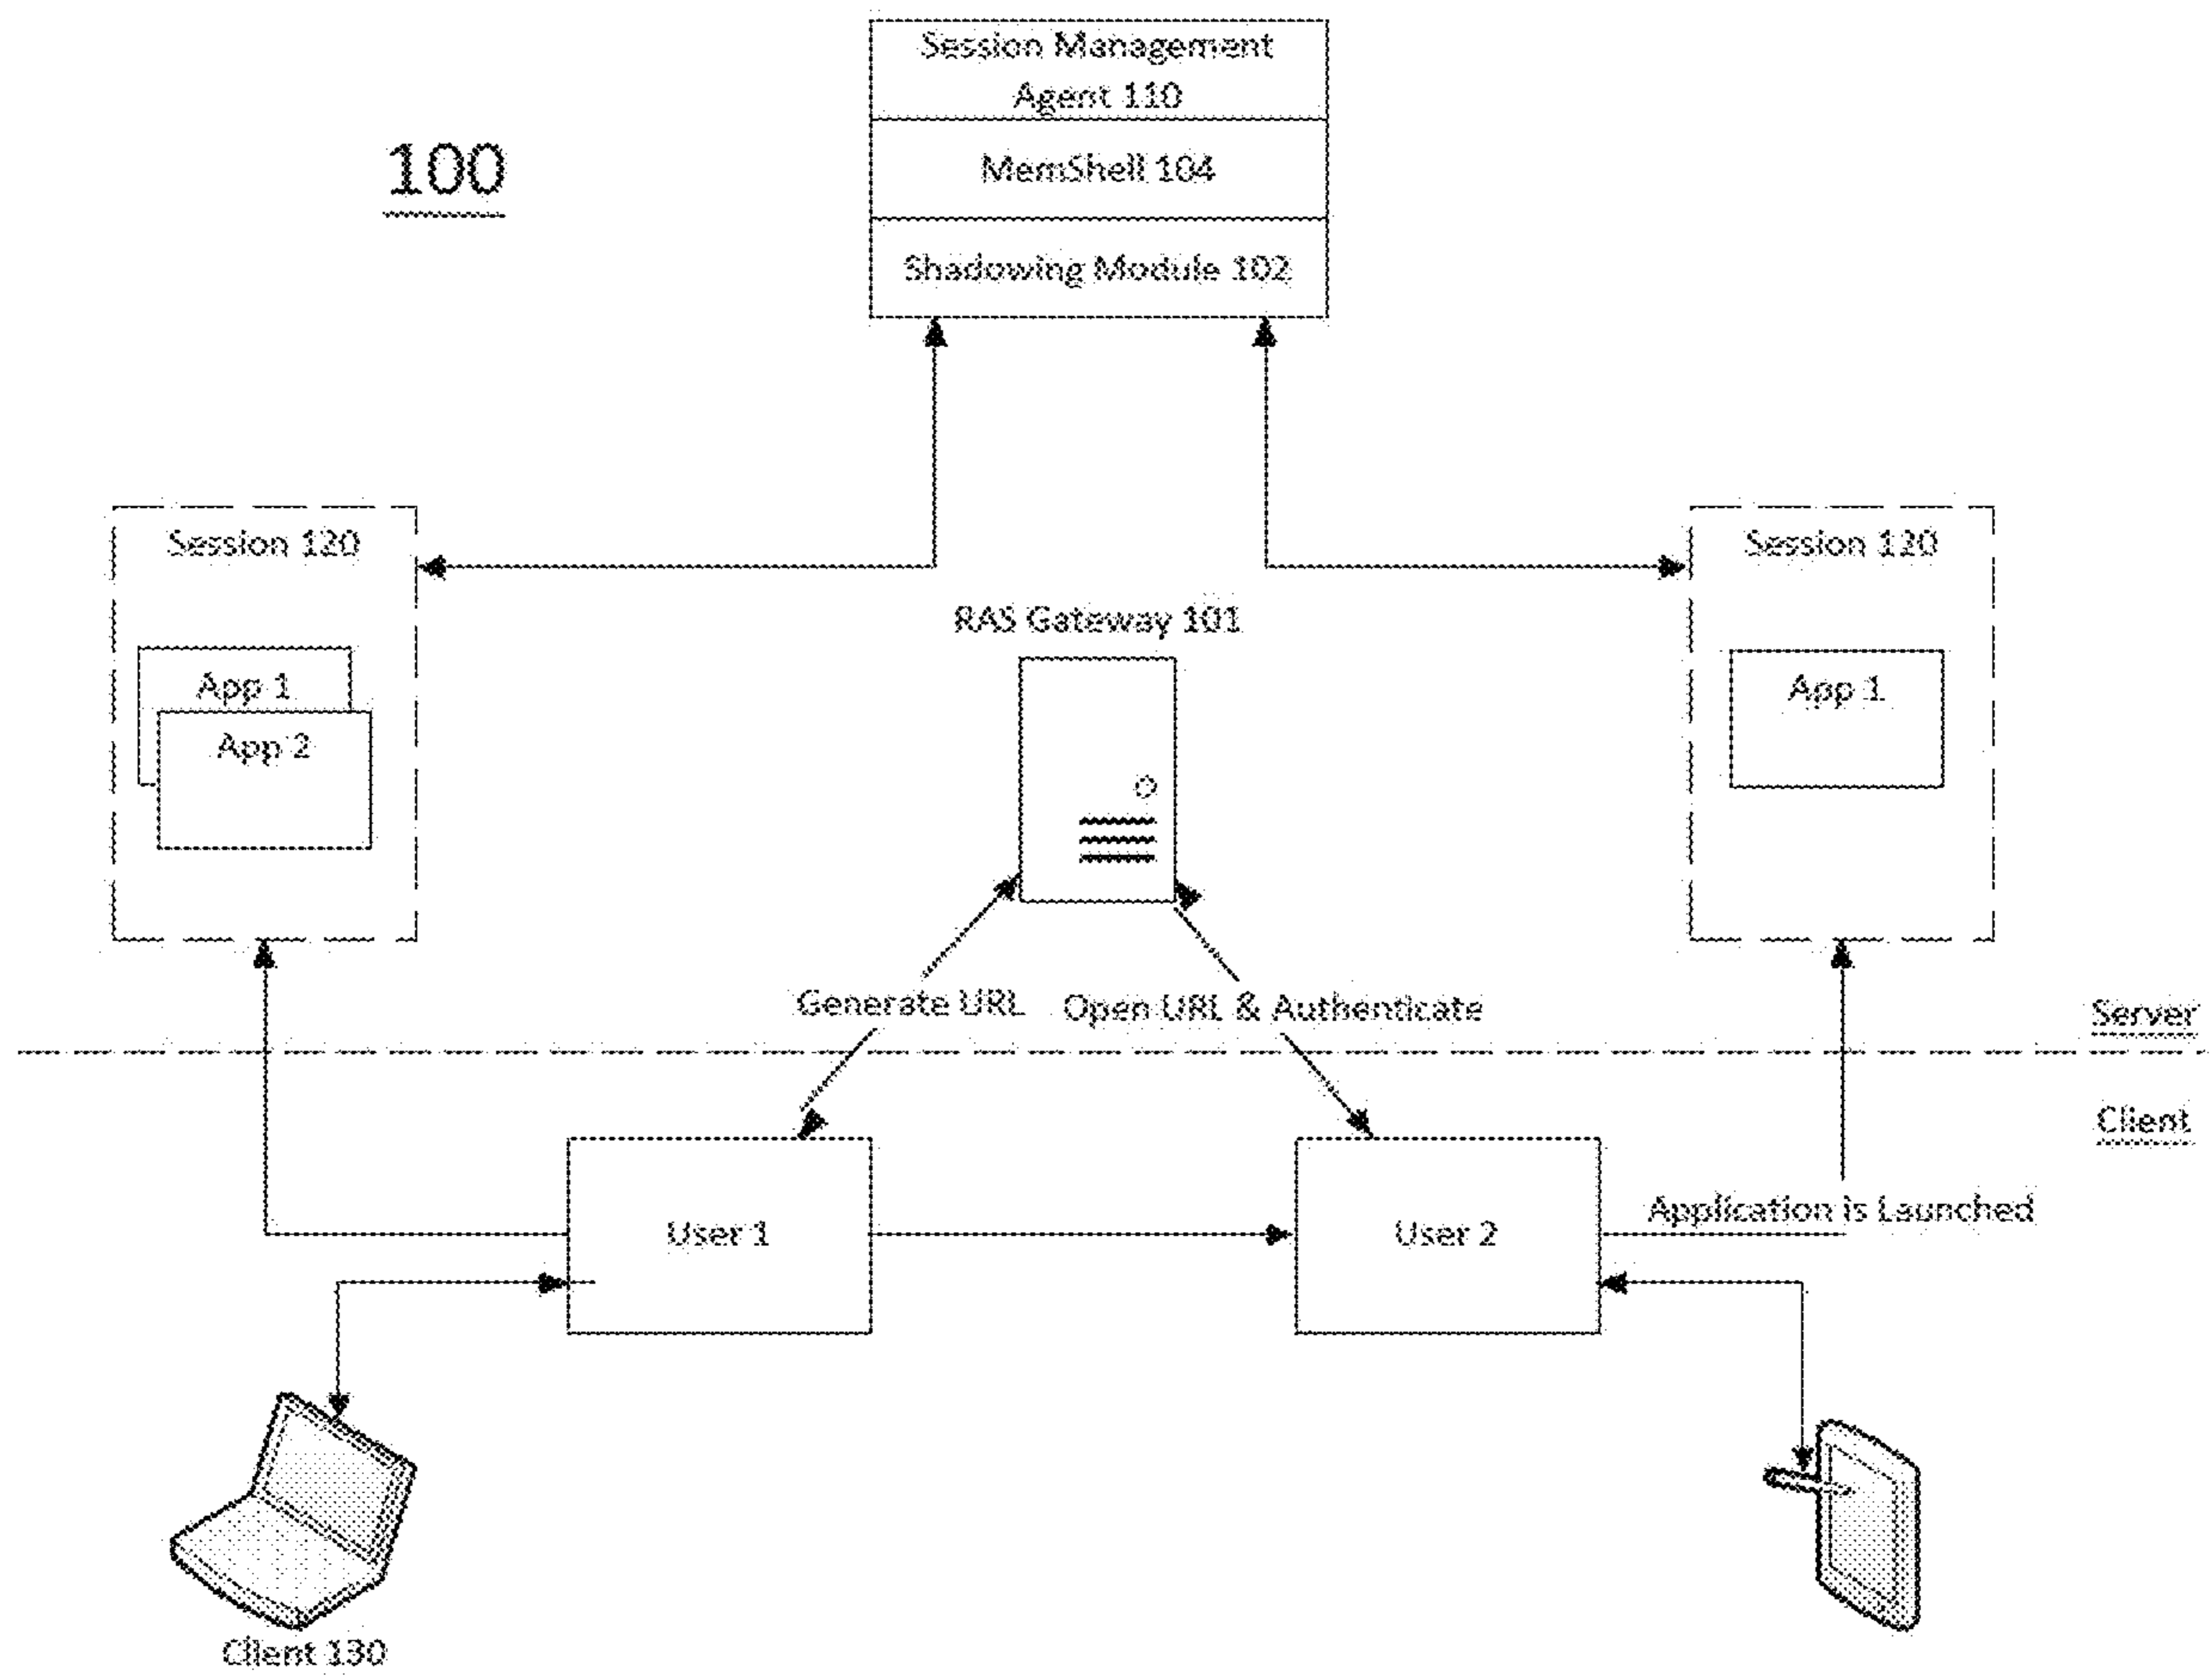 Session Management
Agent 110
100
MemShell 104
Shadowing Module 102
Session 120
Session 120
RAS Gateway 101
App 1
App 1
App 2
Generate URL
Open URL & Authenticate
Server
Client
Application is Launched
User 1
User 2
Client 130